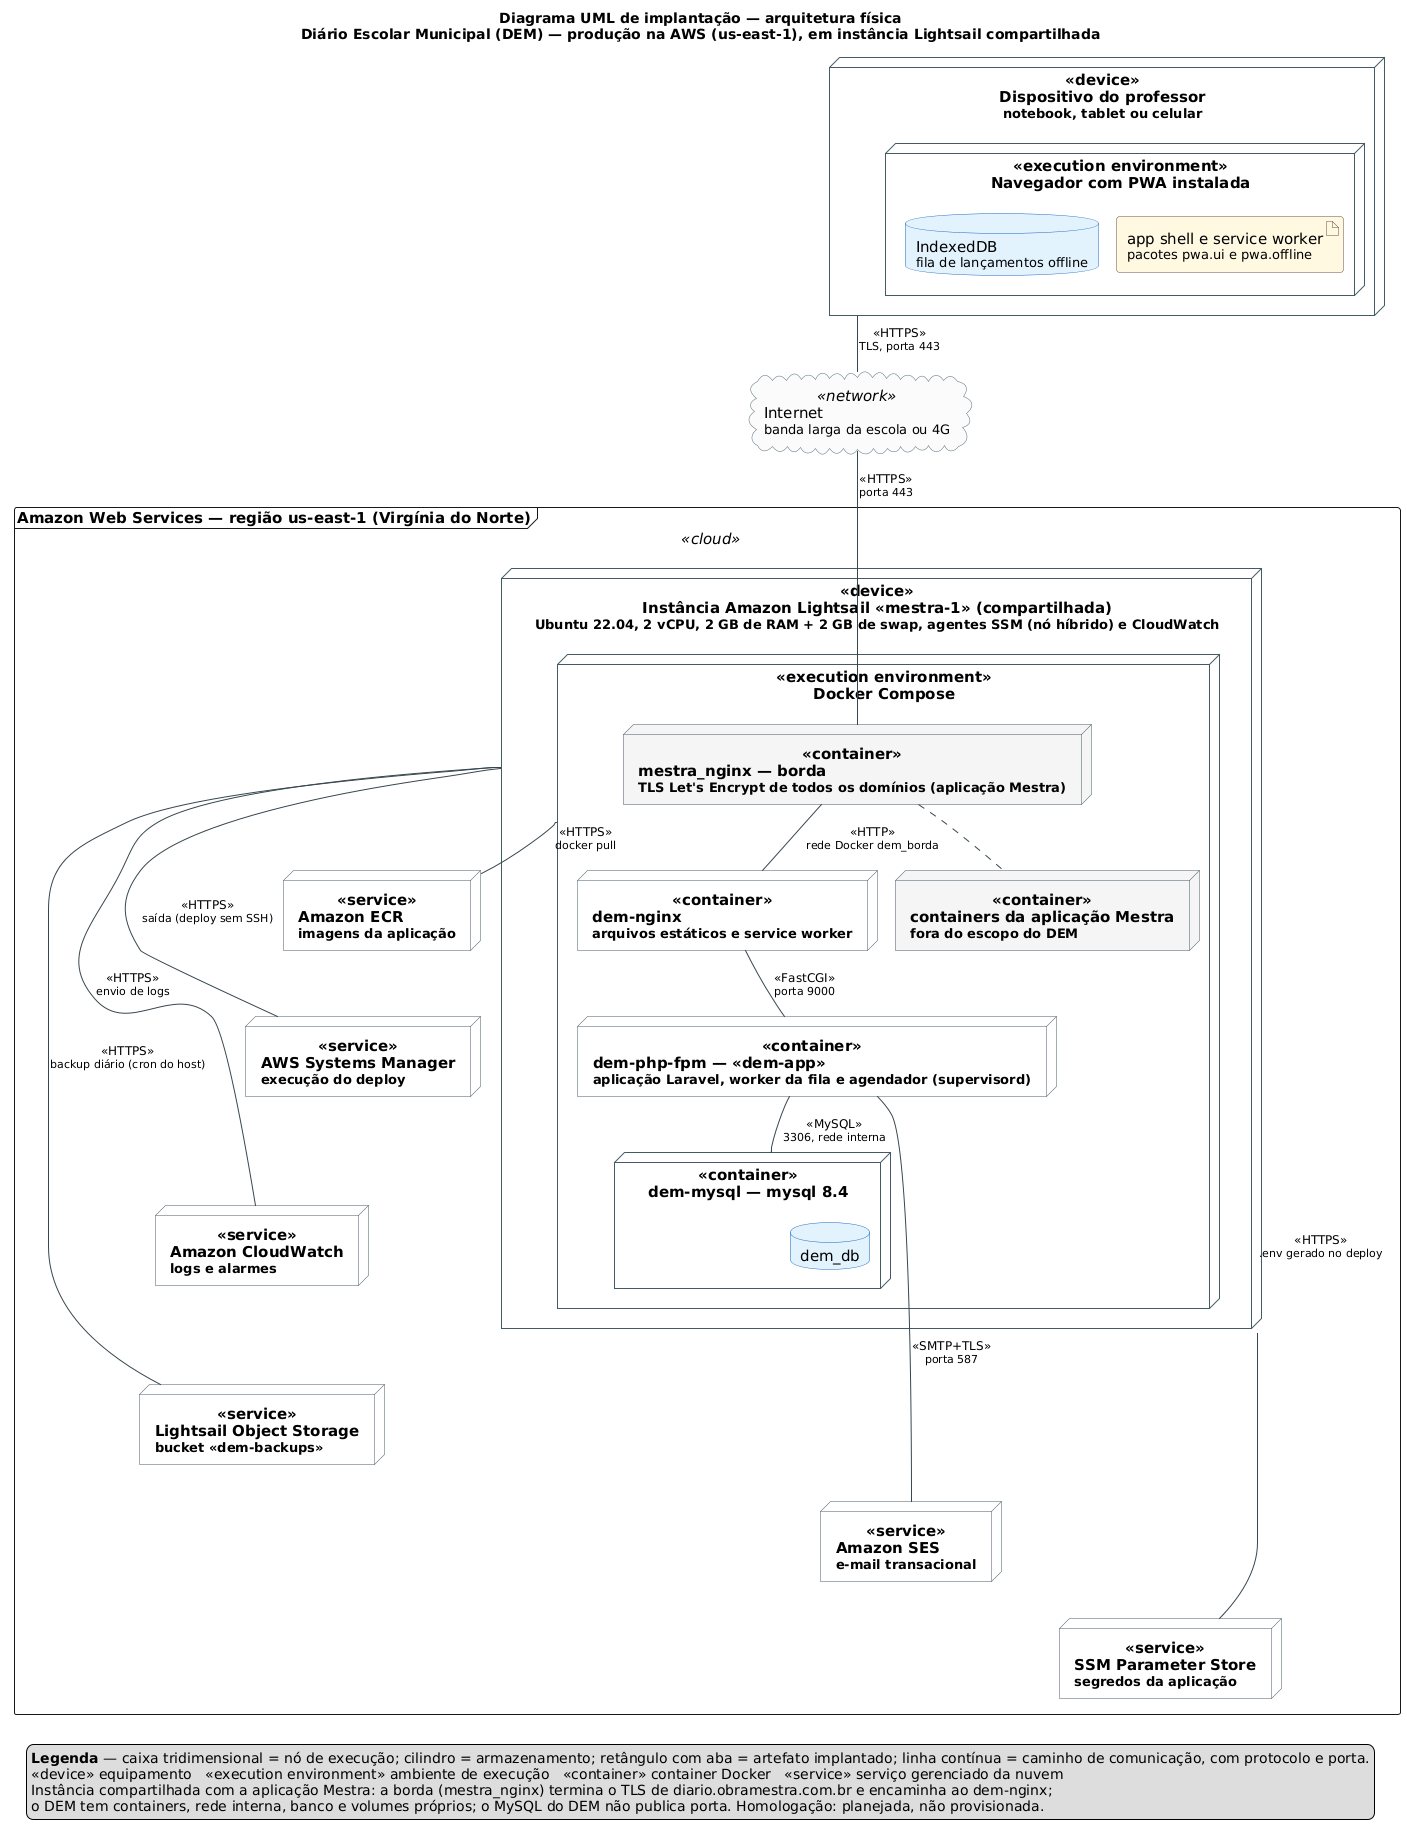 Diagrama UML de implantação — arquitetura física
Diário Escolar Municipal (DEM) — produção na AWS (us-east-1), em instância Lightsail compartilhada
«device»
Dispositivo do professor
notebook, tablet ou celular
«execution environment»
Navegador com PWA instalada
IndexedDB
fila de lançamentos offline
app shell e service worker
pacotes pwa.ui e pwa.offline
«HTTPS»
TLS, porta 443
«network»
Internet
banda larga da escola ou 4G
«HTTPS»
porta 443
Amazon Web Services — região us-east-1 (Virgínia do Norte)
«cloud»
«device»
Instância Amazon Lightsail «mestra-1» (compartilhada)
Ubuntu 22.04, 2 vCPU, 2 GB de RAM + 2 GB de swap, agentes SSM (nó híbrido) e CloudWatch
«execution environment»
Docker Compose
«container»
mestra_nginx — borda
TLS Let's Encrypt de todos os domínios (aplicação Mestra)
«HTTPS»
docker pull
«HTTP»
rede Docker dem_borda
«HTTPS»
saída (deploy sem SSH)
«service»
Amazon ECR
imagens da aplicação
«container»
dem-nginx
arquivos estáticos e service worker
«container»
containers da aplicação Mestra
fora do escopo do DEM
«HTTPS»
envio de logs
«FastCGI»
porta 9000
«HTTPS»
backup diário (cron do host)
«service»
AWS Systems Manager
execução do deploy
«container»
dem-php-fpm — «dem-app»
aplicação Laravel, worker da fila e agendador (supervisord)
«MySQL»
3306, rede interna
«container»
dem-mysql — mysql 8.4
dem_db
«service»
Amazon CloudWatch
logs e alarmes
«HTTPS»
.env gerado no deploy
«SMTP+TLS»
porta 587
«service»
Lightsail Object Storage
bucket «dem-backups»
«service»
Amazon SES
e-mail transacional
«service»
SSM Parameter Store
segredos da aplicação
Legenda — caixa tridimensional = nó de execução; cilindro = armazenamento; retângulo com aba = artefato implantado; linha contínua = caminho de comunicação, com protocolo e porta.
«device» equipamento   «execution environment» ambiente de execução   «container» container Docker   «service» serviço gerenciado da nuvem
Instância compartilhada com a aplicação Mestra: a borda (mestra_nginx) termina o TLS de diario.obramestra.com.br e encaminha ao dem-nginx;
o DEM tem containers, rede interna, banco e volumes próprios; o MySQL do DEM não publica porta. Homologação: planejada, não provisionada.